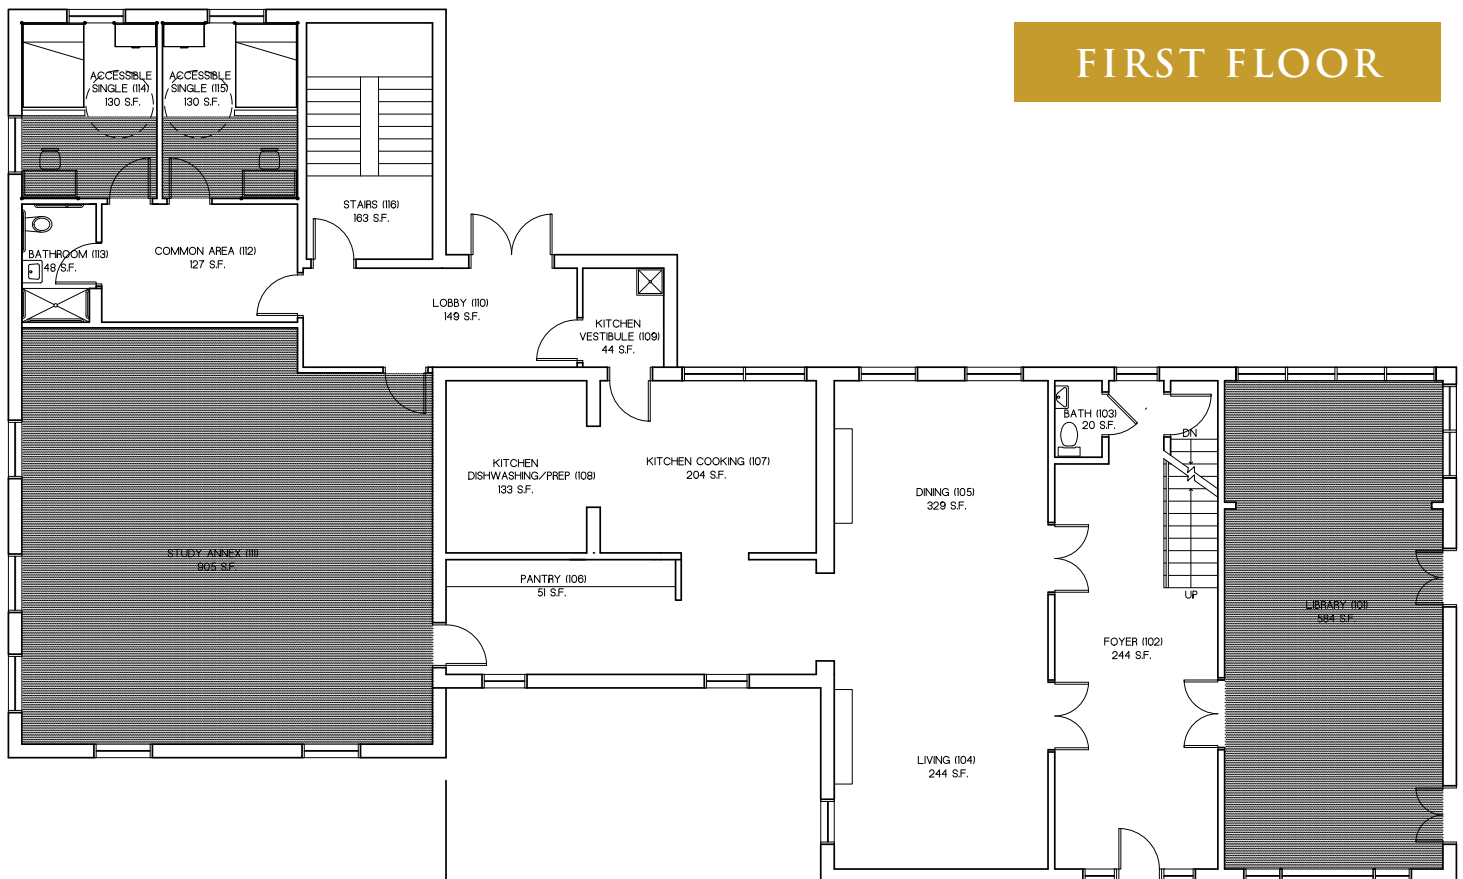 FIRST FLOOR
ACCESSIBLE
SINGLE (114)
130 S.F.
ACCESSIBLE
SINGLE (115)
130 S.F.
STAIRS (116)
163 S.F.
BATHROOM (113)
48 S.F.
COMMON AREA (112)
127 S.F.
LOBBY (110)
149 S.F.
KITCHEN
VESTIBULE (109)
44 S.F.
BATH (103)
20 S.F.
DN
KITCHEN
DISHWASHING/PREP (108)
133 S.F.
KITCHEN COOKING (107)
204 S.F.
DINING (105)
329 S.F.
STUDY ANNEX (111)
905 S.F.
PANTRY (106)
51 S.F.
UP
LIBRARY (101)
584 S.F.
FOYER (102)
244 S.F.
LIVING (104)
244 S.F.